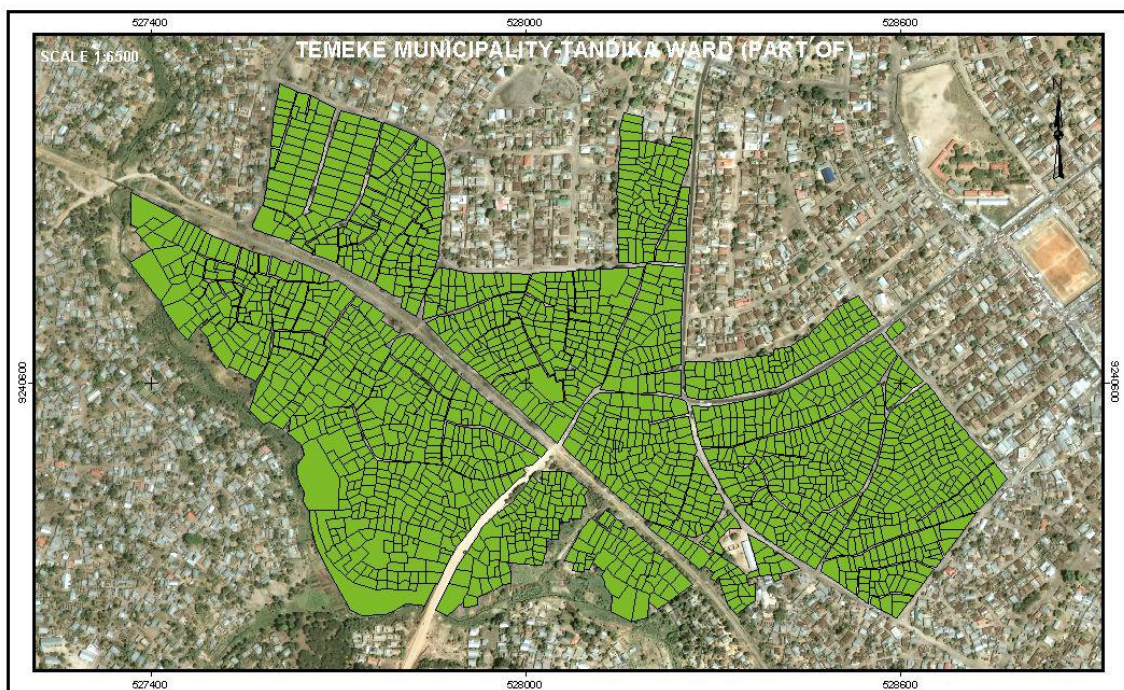 527400 528000 528600
TEMEKE MUNICIPALITY-TANDIKA WARD (PART OF)
SCALE 1:6500
N
9240600 9240600
527400 528000 528600